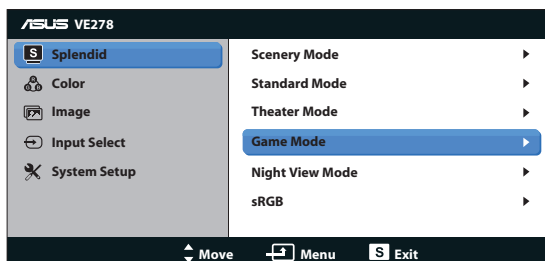 ASUS VE278
S Splendid
Color
Image
Input Select
System Setup
Scenery Mode
Standard Mode
Theater Mode
Game Mode
Night View Mode
sRGB
Move Menu S Exit